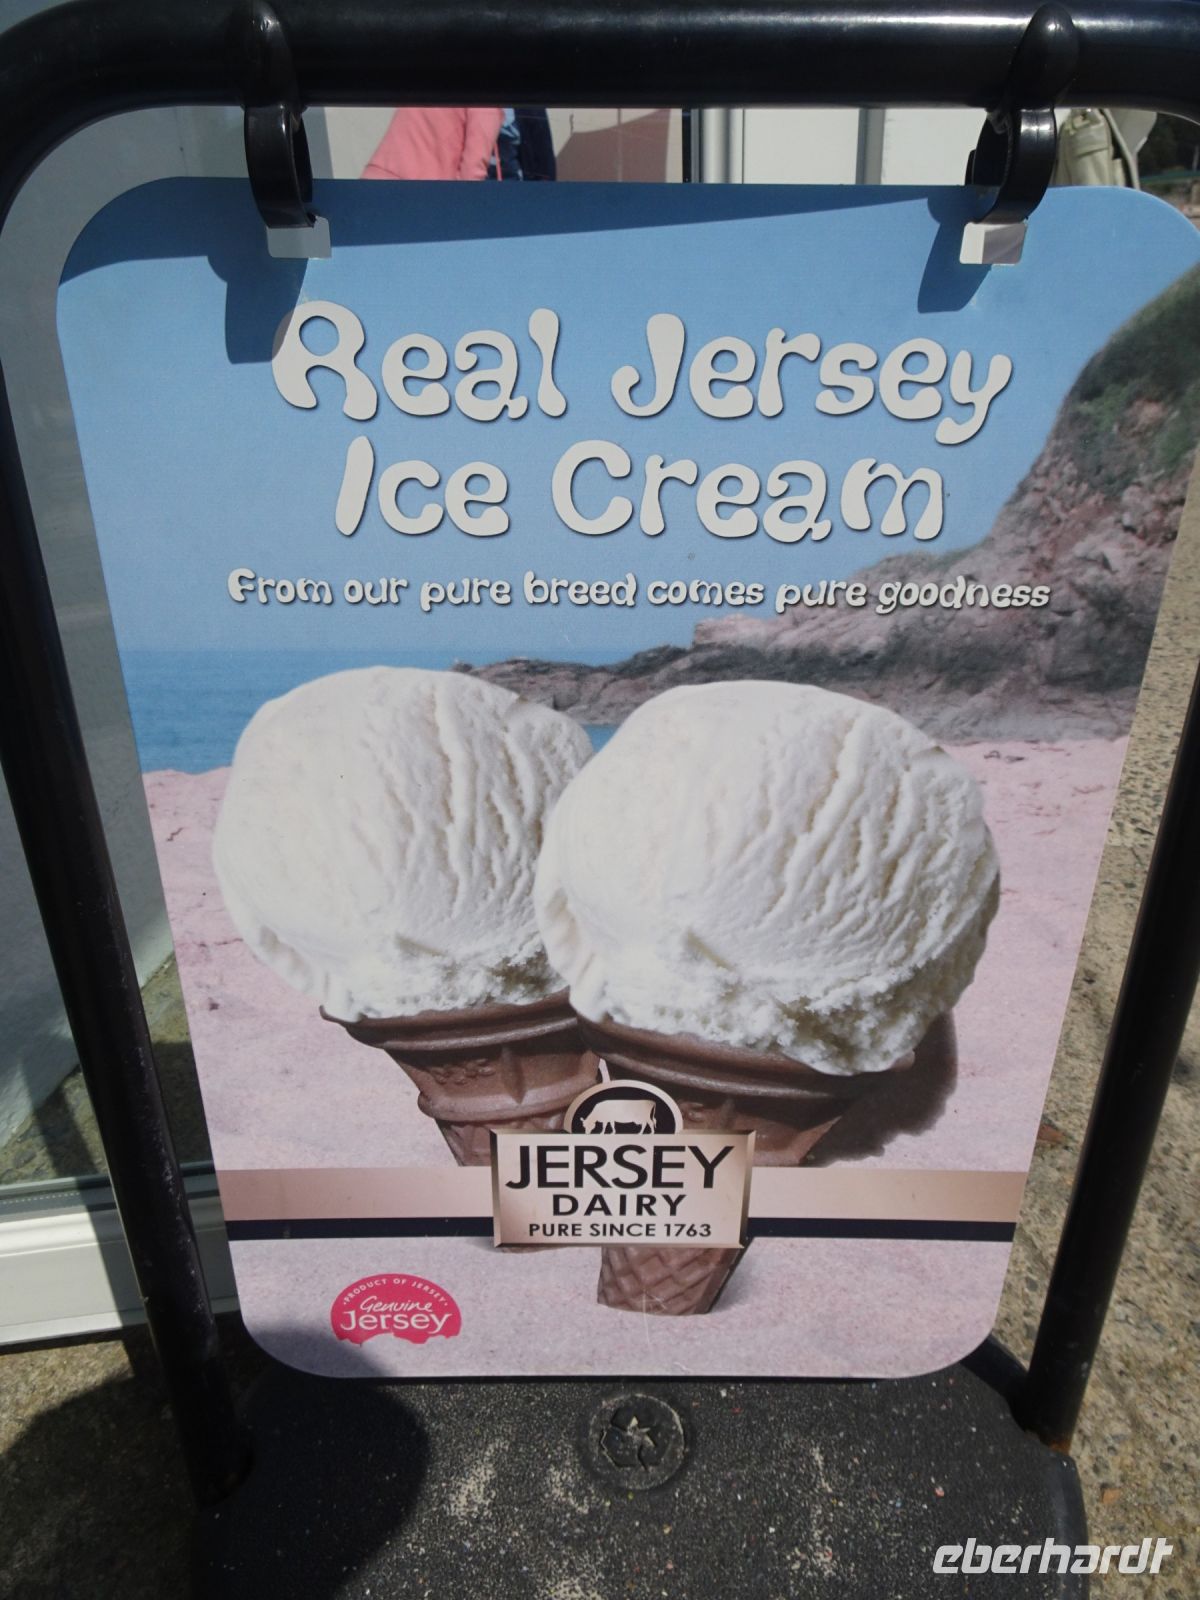 Real Jersey
Ice Cream
From our pure breed comes pure goodness
JERSEY
DAIRY
PURE SINCE 1763
PRODUCT OF JERSEY
Genuine
Jersey
eberhardt